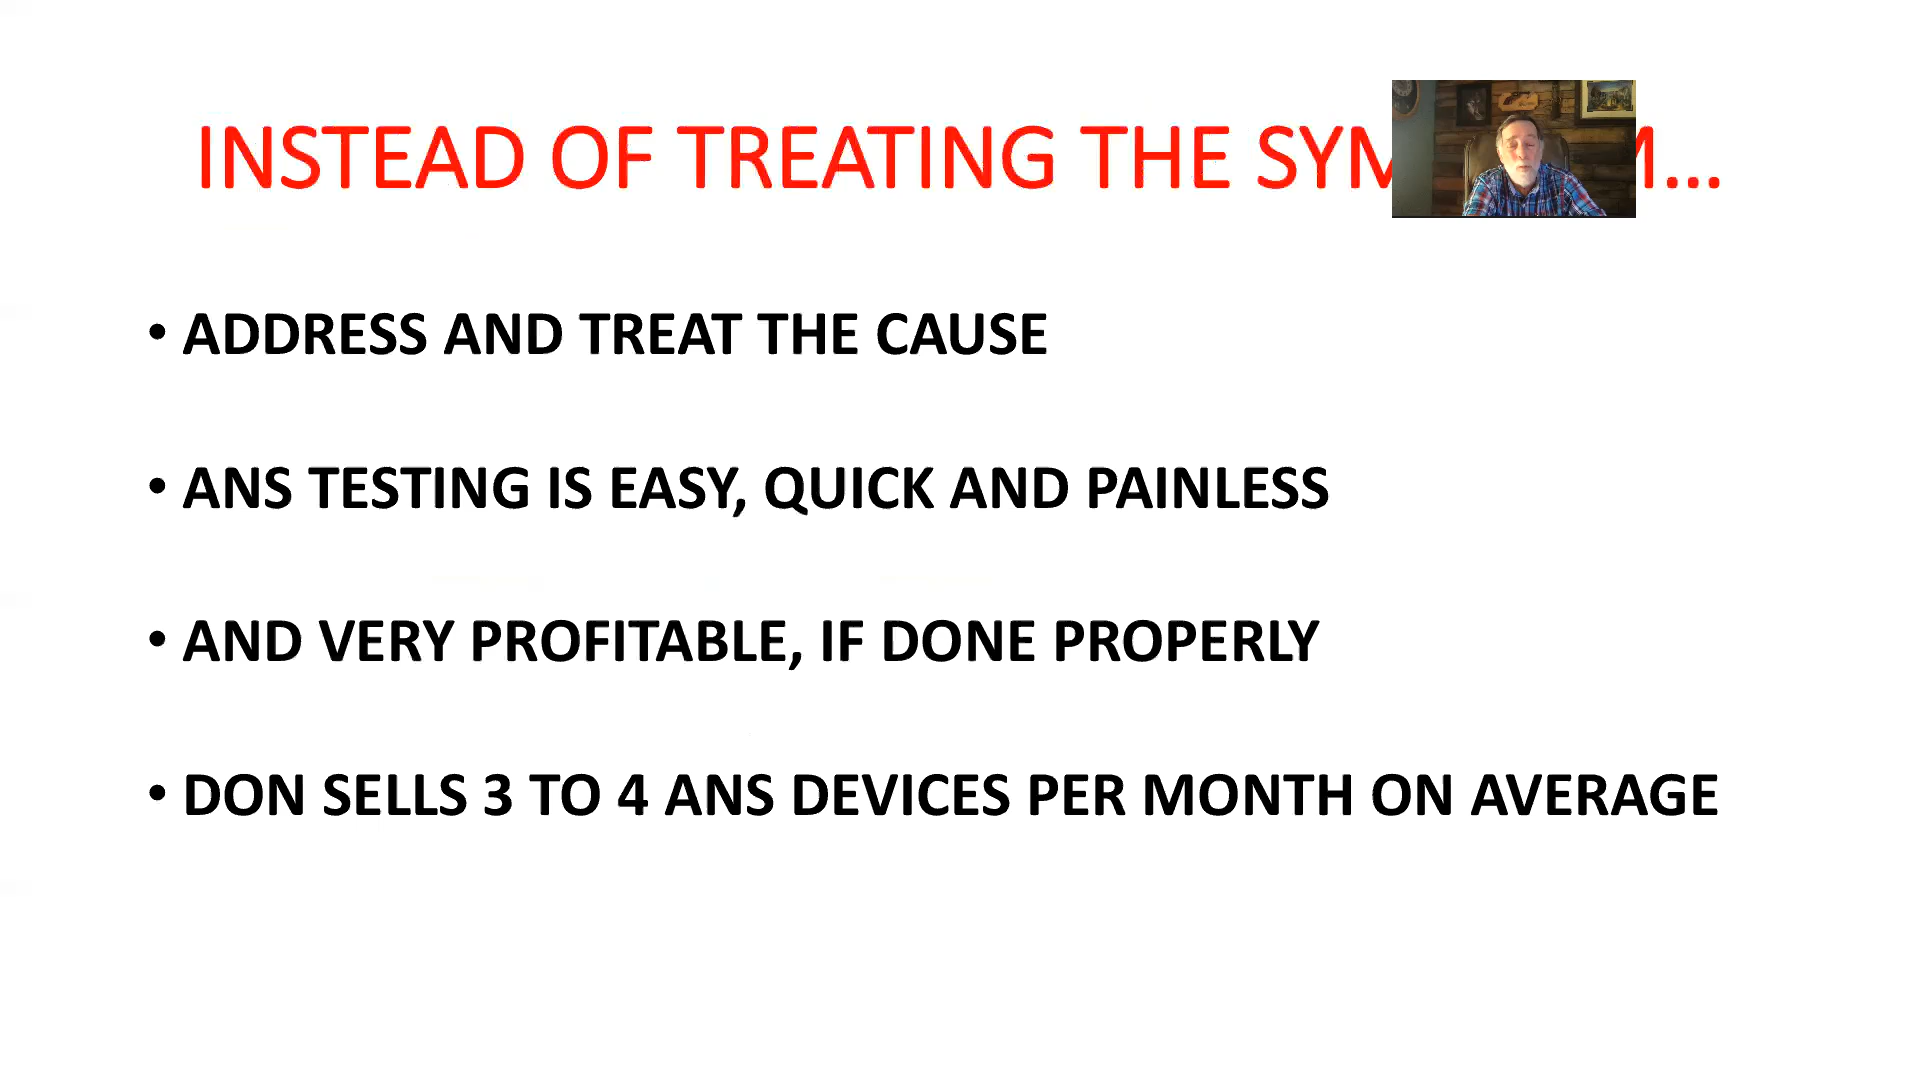 INSTEAD OF TREATING THE
• ADDRESS AND TREAT THE CAUSE
• ANS TESTING IS EASY, QUICK AND PAINLESS
• AND VERY PROFITABLE, IF DONE PROPERLY
• DON SELLS 3 TO 4 ANS DEVICES PER MONTH ON AVERAGE